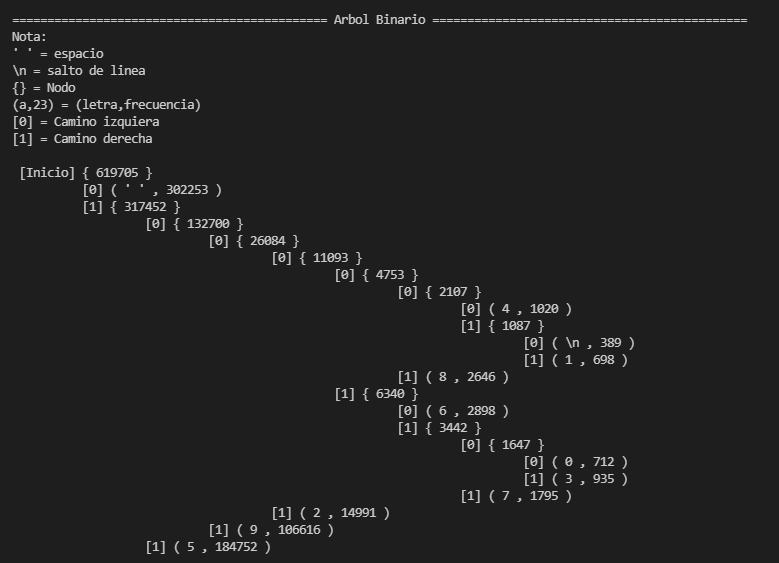 ============================================= Arbol Binario =============================================
Nota:
' ' = espacio
\n = salto de linea
{} = Nodo
(a,23) = (letra,frecuencia)
[0] = Camino izquiera
[1] = Camino derecha
[Inicio] { 619705 }
[0] ( ' ' , 302253 )
[1] { 317452 }
[0] { 132700 }
[0] { 26084 }
[0] { 11093 }
[0] { 4753 }
[0] { 2107 }
[0] ( 4 , 1020 )
[1] { 1087 }
[0] ( \n , 389 )
[1] ( 1 , 698 )
[1] ( 8 , 2646 )
[1] { 6340 }
[0] ( 6 , 2898 )
[1] { 3442 }
[0] { 1647 }
[0] ( 0 , 712 )
[1] ( 3 , 935 )
[1] ( 7 , 1795 )
[1] ( 2 , 14991 )
[1] ( 9 , 106616 )
[1] ( 5 , 184752 )